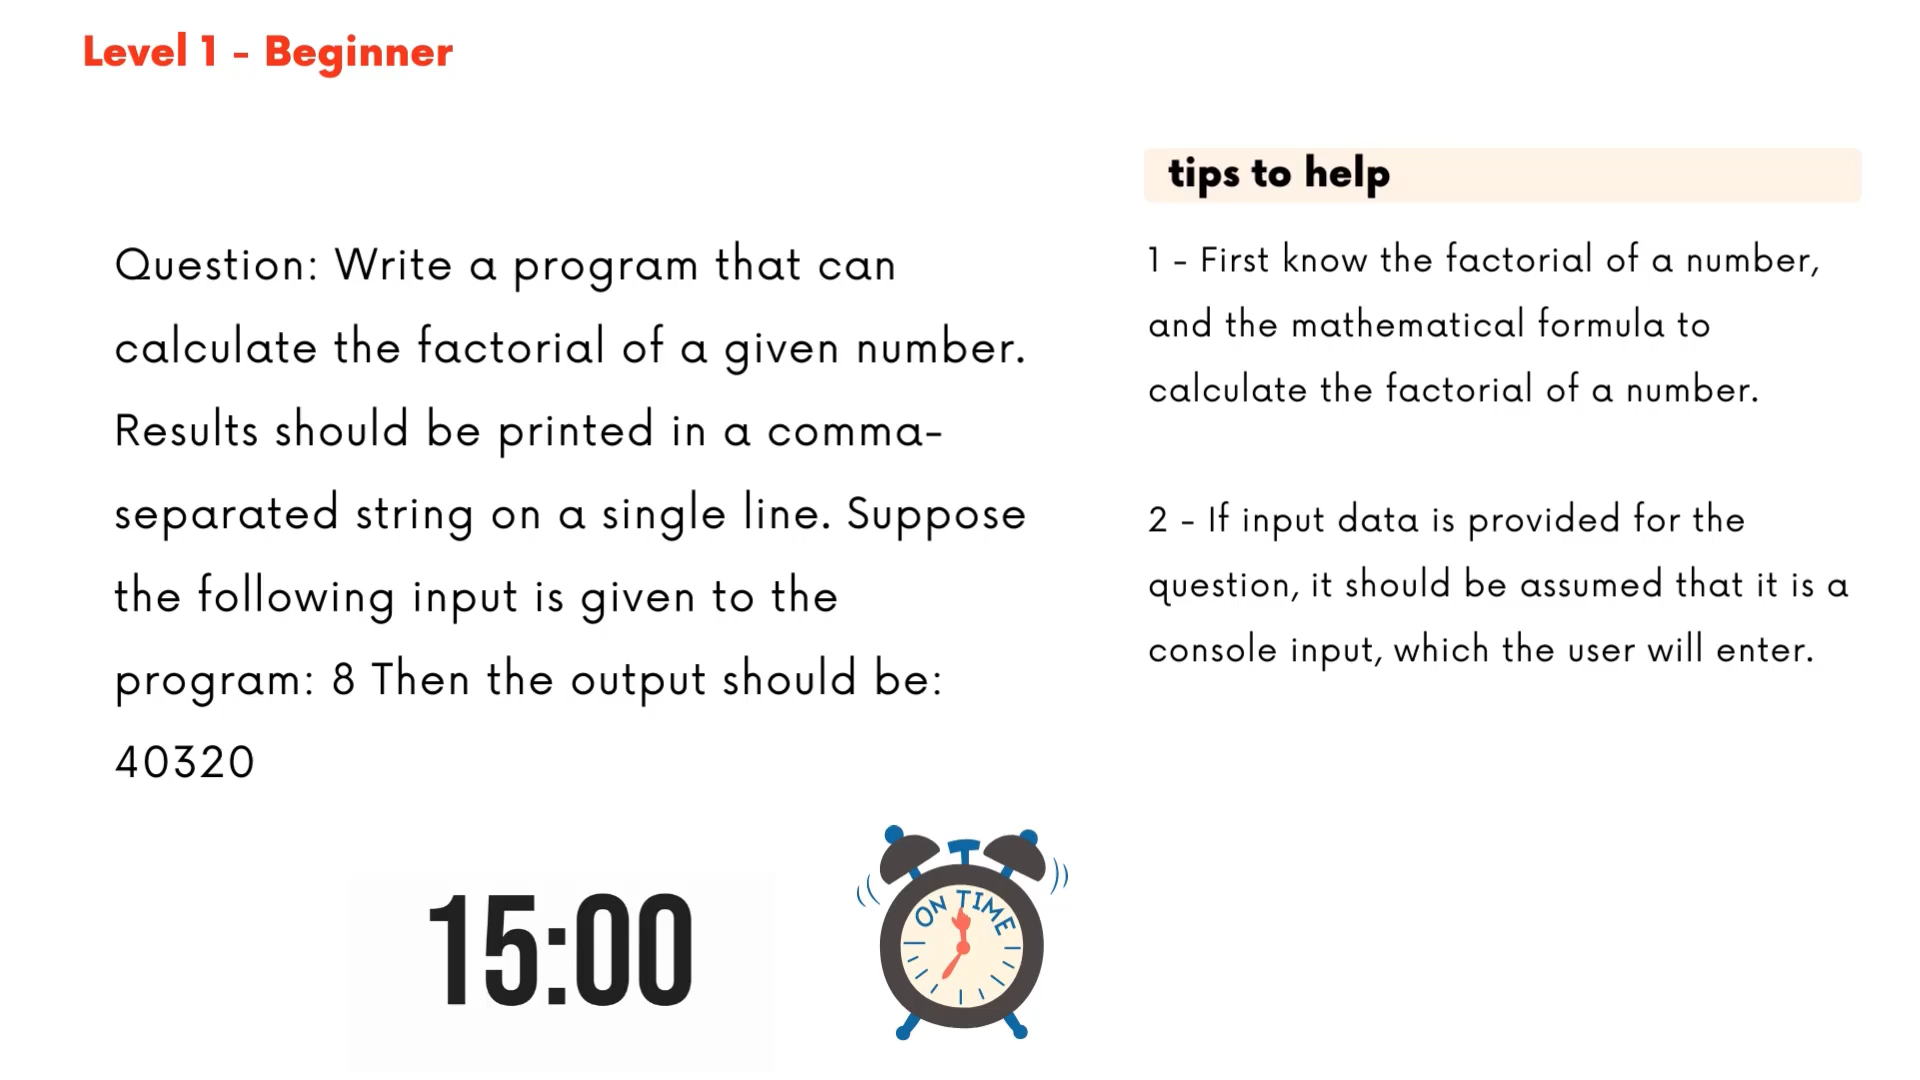 Level 1 - Beginner
Question: Write a program that can
calculate the factorial of a given number.
Results should be printed in a comma-
separated string on a single line. Suppose
the following input is given to the
program: 8 Then the output should be:
40320
tips to help
1 - First know the factorial of a number,
and the mathematical formula to
calculate the factorial of a number.
2 - If input data is provided for the
question, it should be assumed that it is a
console input, which the user will enter.
15:00
ON TIME